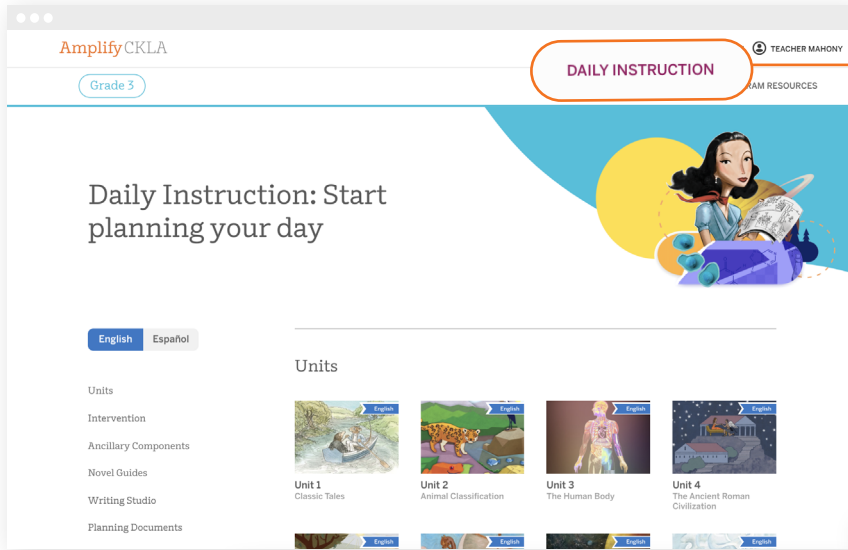 Amplify CKLA
DAILY INSTRUCTION
TEACHER MAHONY
Grade 3
RESOURCES
Daily Instruction: Start
planning your day
English
Español
Units
Intervention
Ancillary Components
Novel Guides
Writing Studio
Planning Documents
Units
English
English
English
English
Unit 1
Classic Tales
Unit 2
Animal Classification
Unit 3
The Human Body
Unit 4
The Ancient Roman
Civilization
English
English
English
English